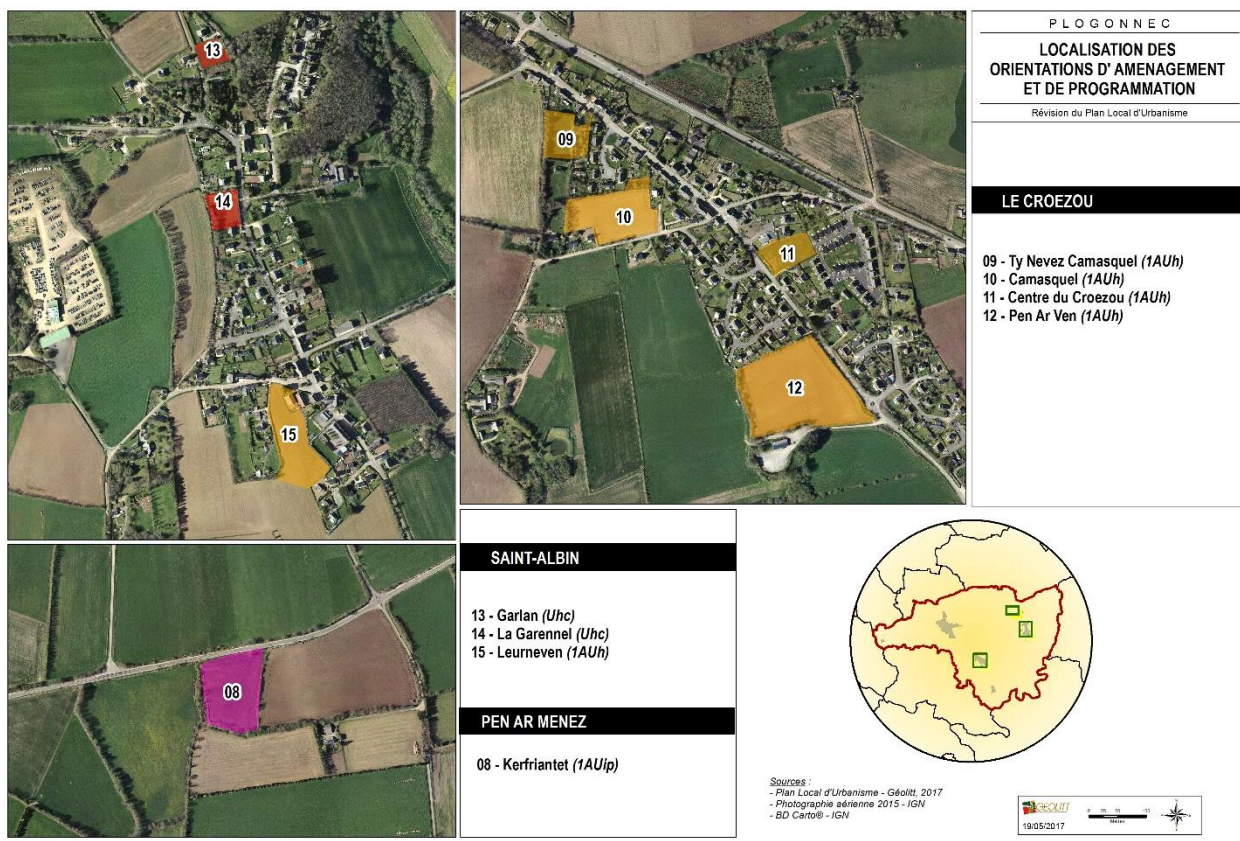 PLOGONNEC
LOCALISATION DES
ORIENTATIONS D' AMENAGEMENT
ET DE PROGRAMMATION
Révision du Plan Local d'Urbanisme
LE CROEZOU
09 - Ty Nevez Camasquel (1AUh)
10 - Camasquel (1AUh)
11 - Centre du Croezou (1AUh)
12 - Pen Ar Ven (1AUh)
13
14
15
09
10
11
12
08
SAINT-ALBIN
13 - Garlan (Uhc)
14 - La Garennel (Uhc)
15 - Leurneven (1AUh)
PEN AR MENEZ
08 - Kerfriantet (1AUip)
Sources :
- Plan Local d'Urbanisme - Géolitt, 2017
- Photographie aérienne 2015 - IGN
- BD Carto® - IGN
GÉOLITT
19/05/2017
Mètres